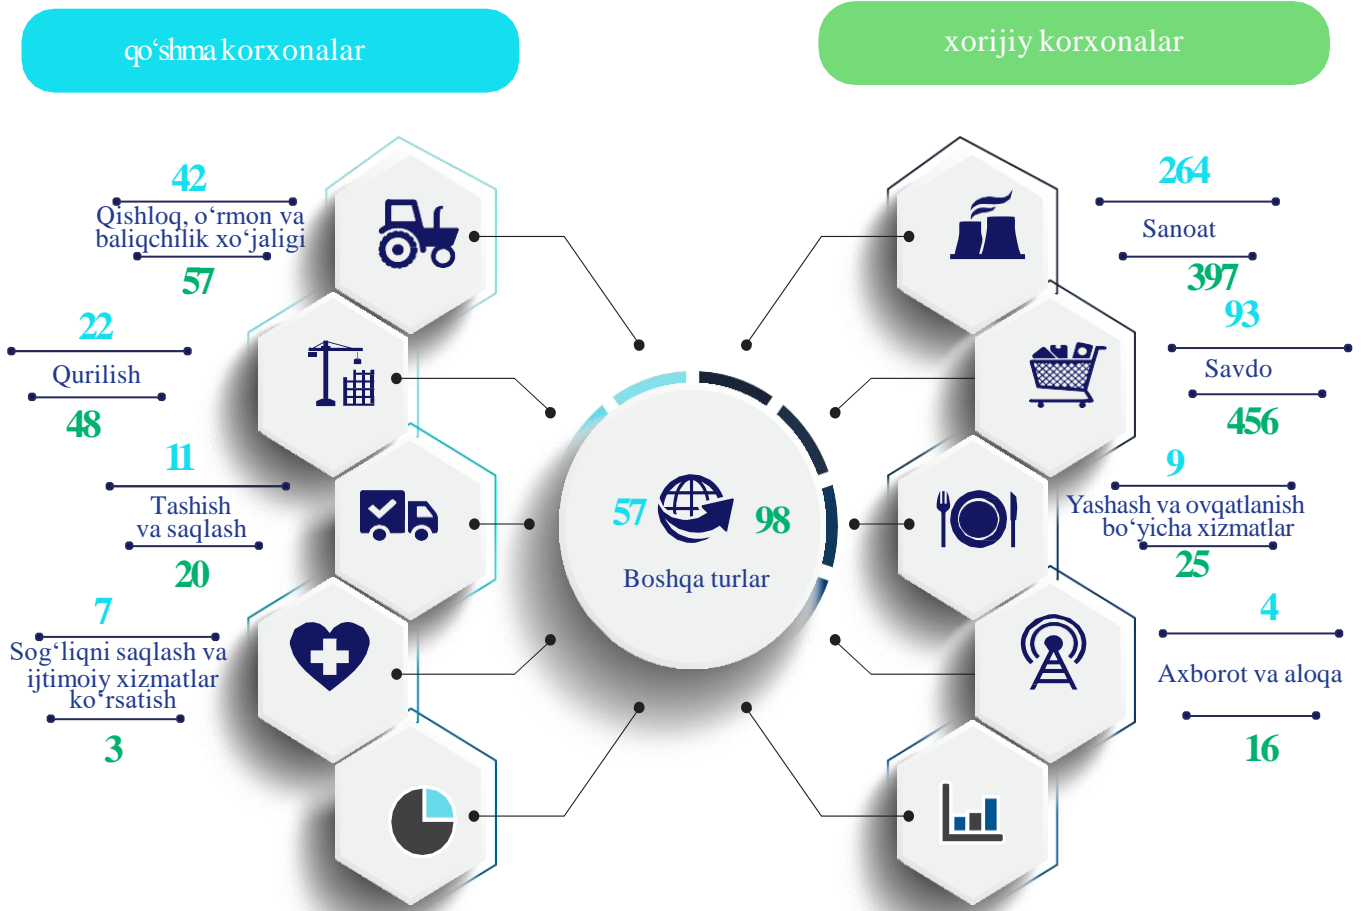 qo‘shma korxonalar
xorijiy korxonalar
42
Qishloq, o‘rmon va
baliqchilik xo‘jaligi
57
22
Qurilish
48
11
Tashish
va saqlash
20
7
Sog‘liqni saqlash va
ijtimoiy xizmatlar
ko‘rsatish
3
57
98
Boshqa turlar
264
Sanoat
397
93
Savdo
456
9
Yashash va ovqatlanish
bo‘yicha xizmatlar
25
4
Axborot va aloqa
16